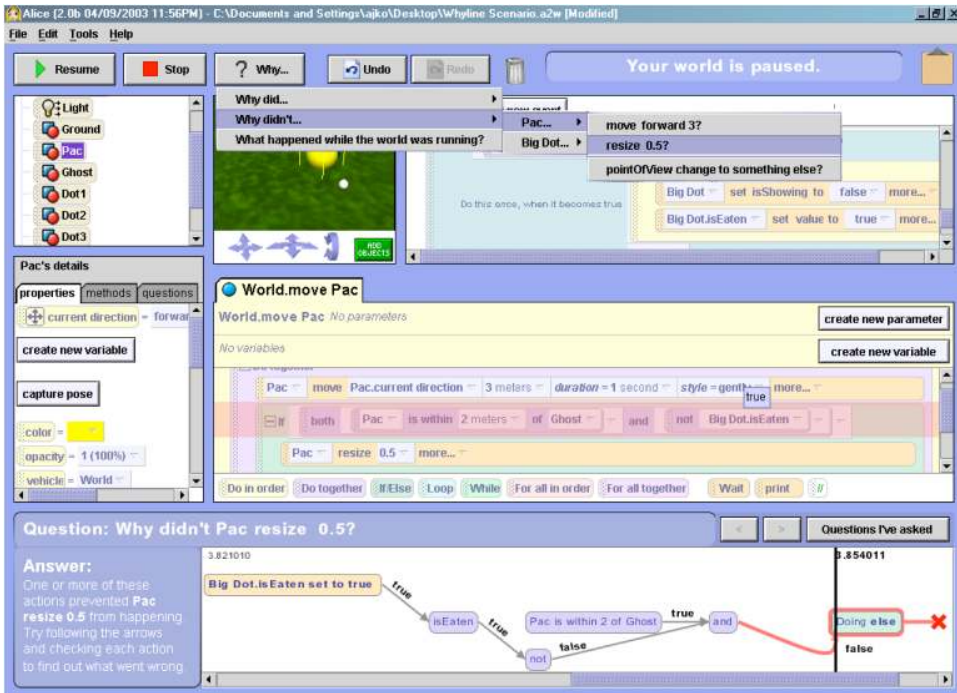 Alice (2.0b 04/09/2003 11:56PM) - C:\Documents and Settings\ajko\Desktop\Whyline Scenario.a2w [Modified]
File Edit Tools Help
Resume Stop ? Why... Undo Redo Your world is paused.
Why did...
Why didn't...
What happened while the world was running?
Pac...
Big Dot...
move forward 3?
resize 0.5?
pointOfView change to something else?
Light
Ground
Pac
Ghost
Dot1
Dot2
Dot3
ADD OBJECTS
Do this once, when it becomes true
Big Dot set isShowing to false more...
Big Dot.isEaten set value to true more...
Pac's details
properties methods questions
current direction = forwar
create new variable
capture pose
color =
opacity = 1 (100%)
vehicle = World
World.move Pac
World.move Pac No parameters
create new parameter
No variables
create new variable
Do together
Pac move Pac.current direction 3 meters duration = 1 second style = gently more...
true
If both Pac is within 2 meters of Ghost and not Big Dot.isEaten
Pac resize 0.5 more...
Do in order Do together If/Else Loop While For all in order For all together Wait print //
Question: Why didn't Pac resize 0.5?
< > Questions I've asked
Answer:
One or more of these
actions prevented Pac
resize 0.5 from happening
Try following the arrows
and checking each action
to find out what went wrong
3.821010
3.854011
Big Dot.isEaten set to true
true
isEaten
true
not
false
Pac is within 2 of Ghost
true
and
Doing else
false